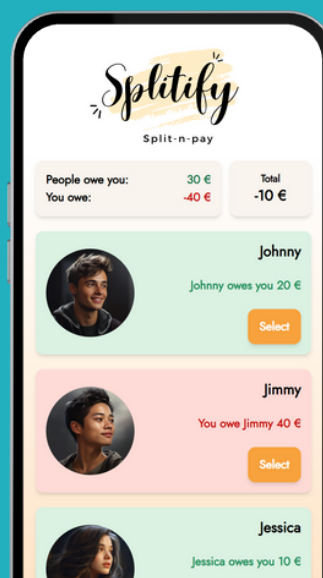 Splitify
Split-n-pay
People owe you: 30 €
You owe: -40 €
Total
-10 €
Johnny
Johnny owes you 20 €
Select
Jimmy
You owe Jimmy 40 €
Select
Jessica
Jessica owes you 10 €